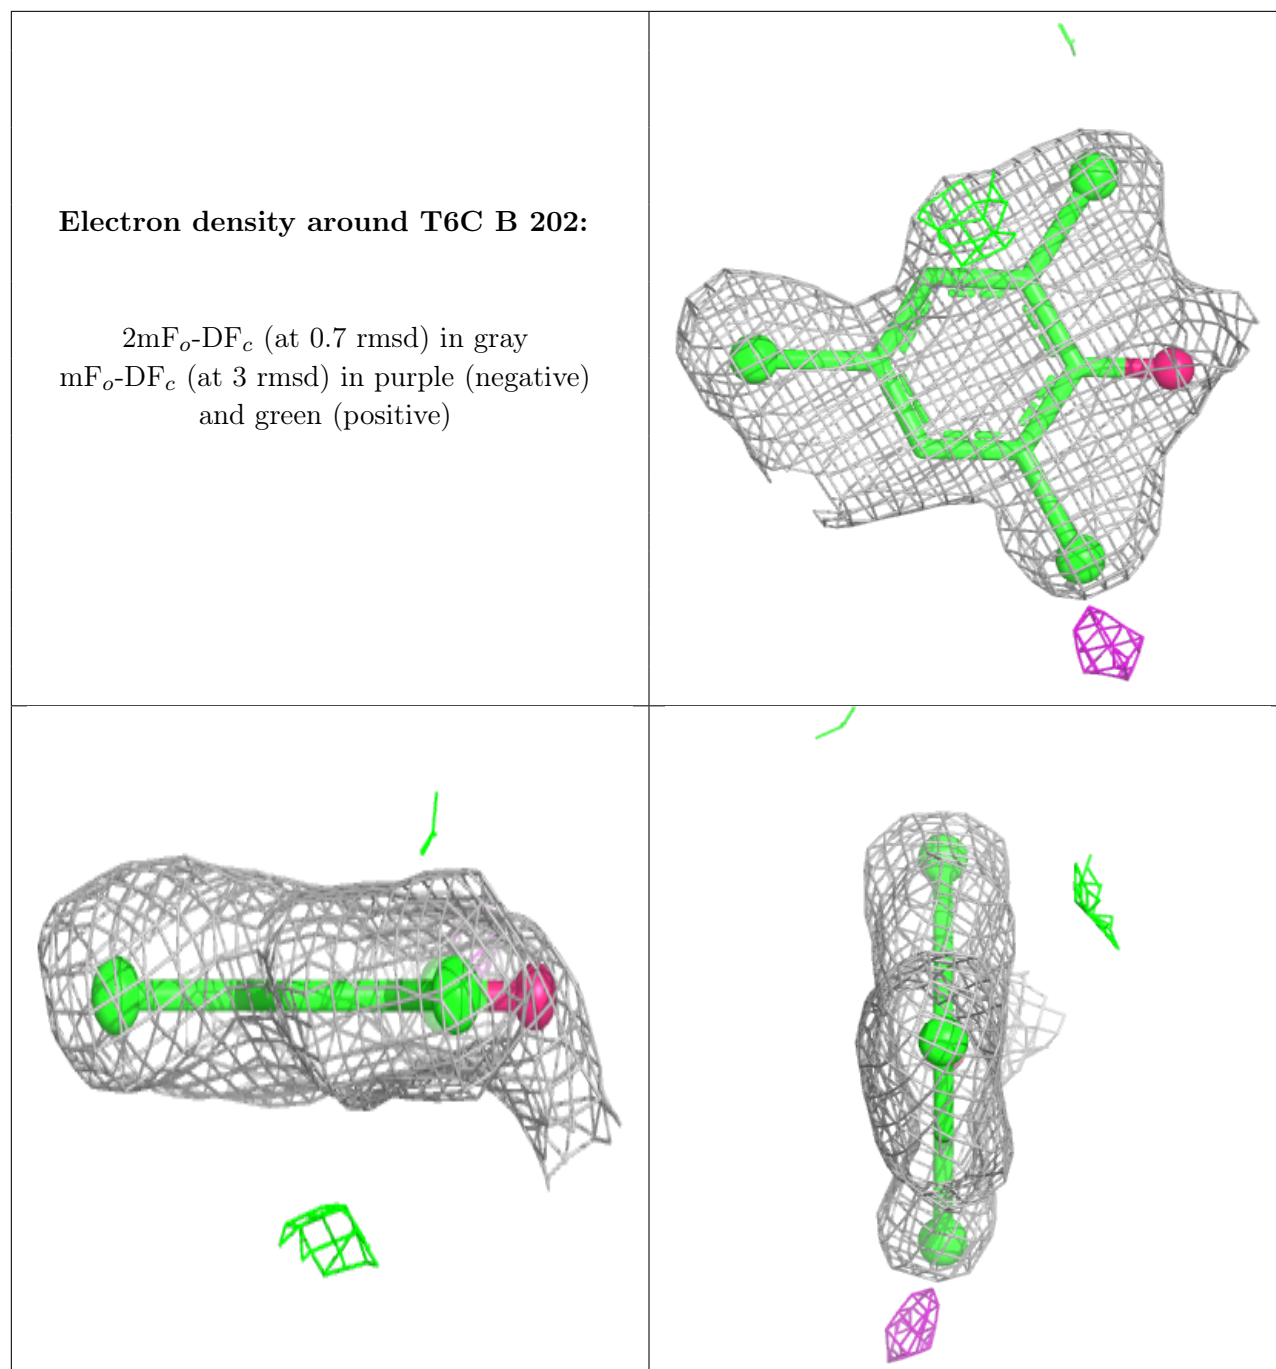 Electron density around T6C B 202:
2mFₒ-DF𝒸 (at 0.7 rmsd) in gray
mFₒ-DF𝒸 (at 3 rmsd) in purple (negative)
and green (positive)